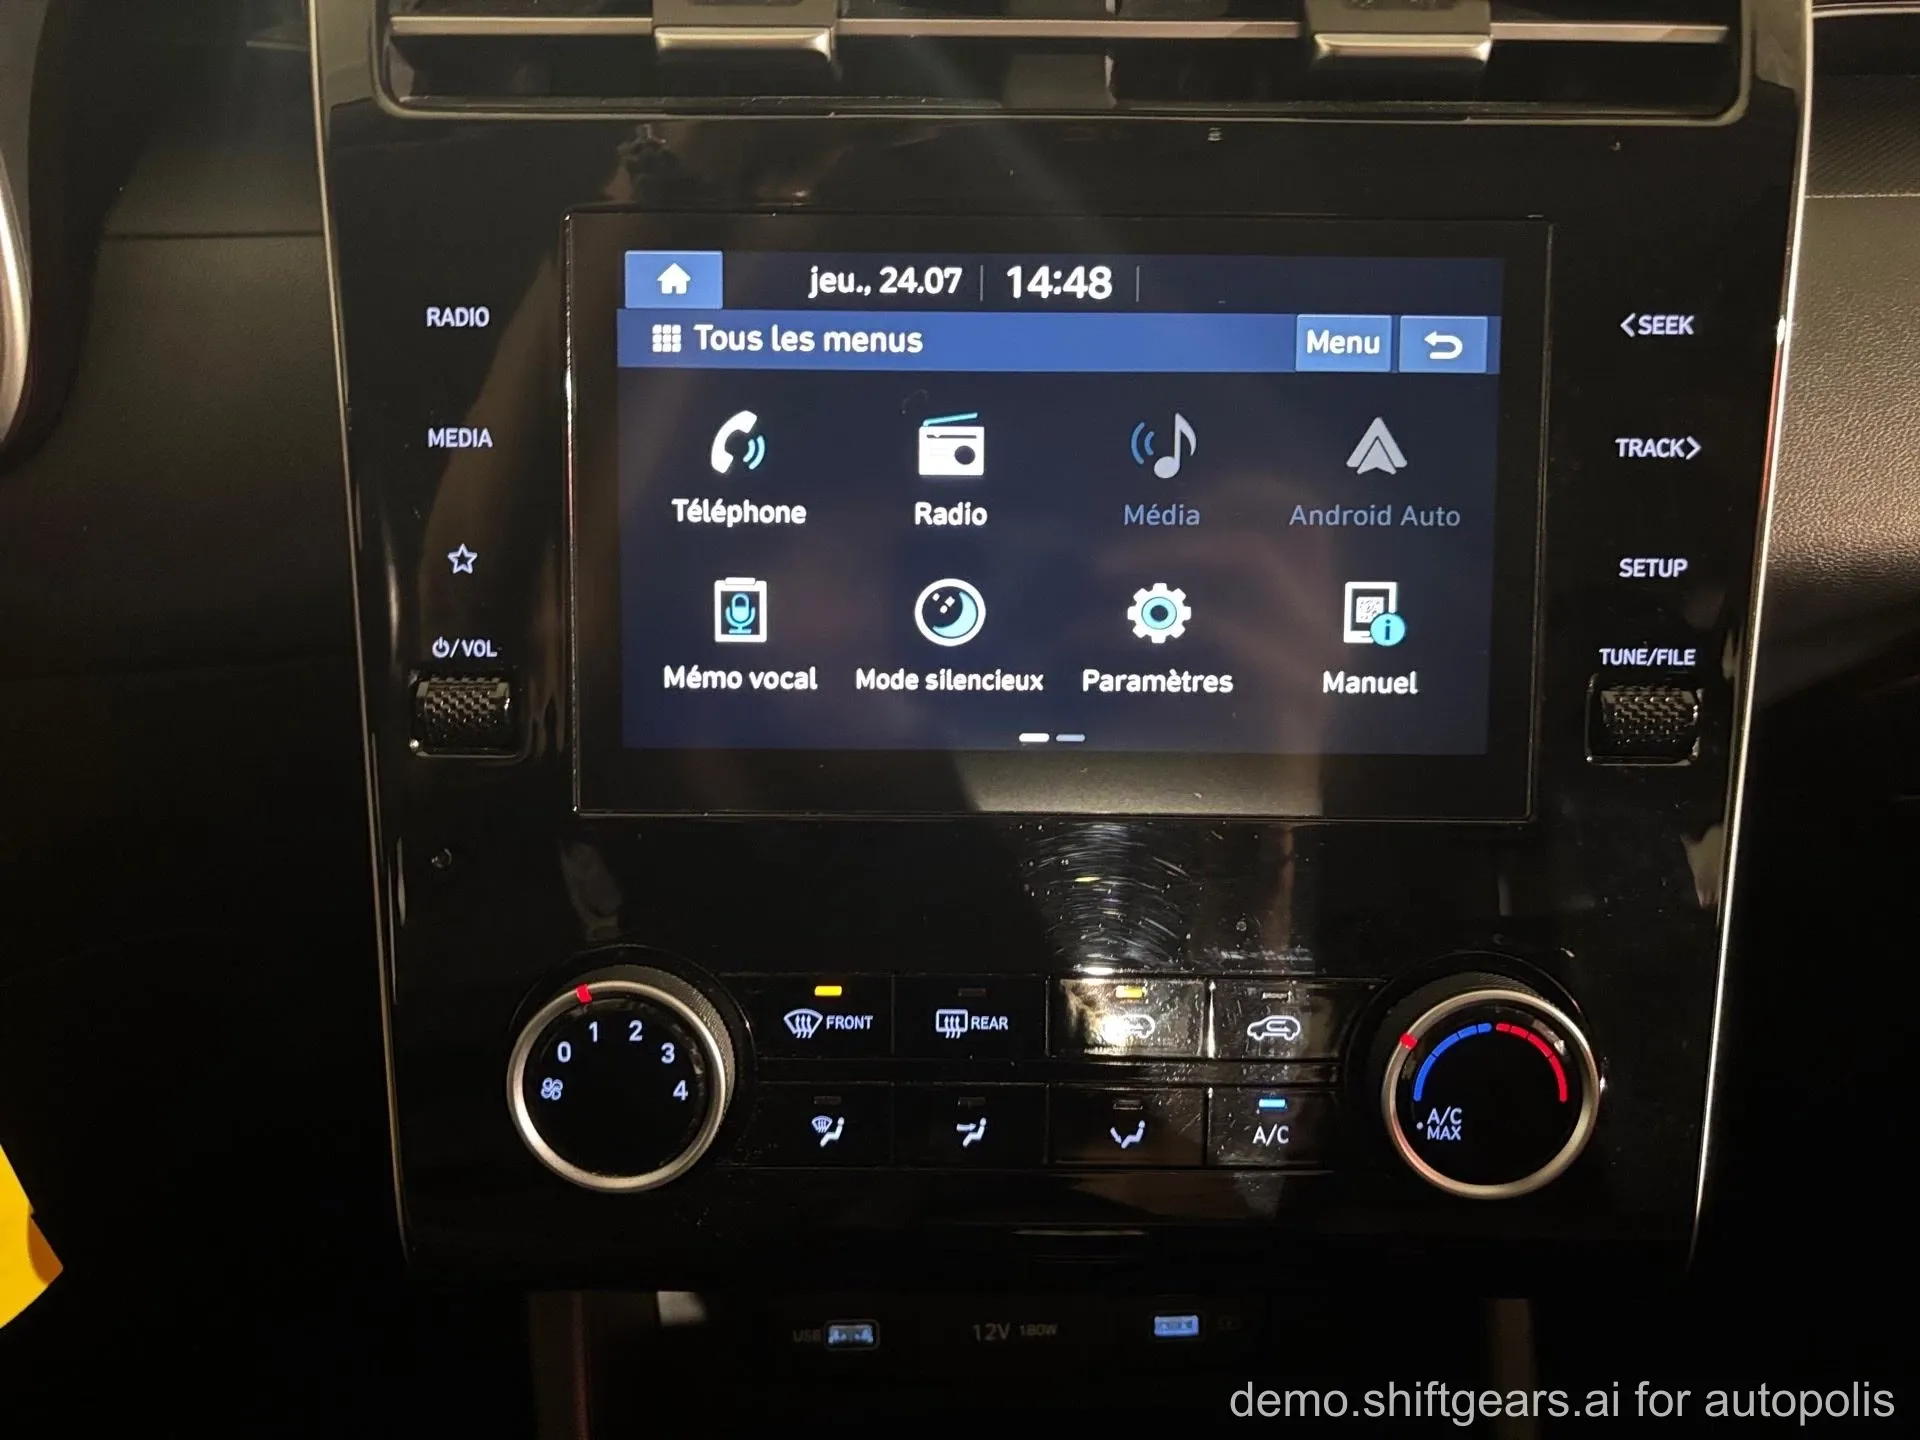 jeu., 24.07 14:48
Tous les menus Menu
RADIO
<SEEK
MEDIA
TRACK>
Téléphone Radio Média Android Auto
SETUP
/VOL
TUNE/FILE
Mémo vocal Mode silencieux Paramètres Manuel
0 1 2 3 4
FRONT REAR
A/C
A/C
MAX
USB 12V 180W
demo.shiftgears.ai for autopolis